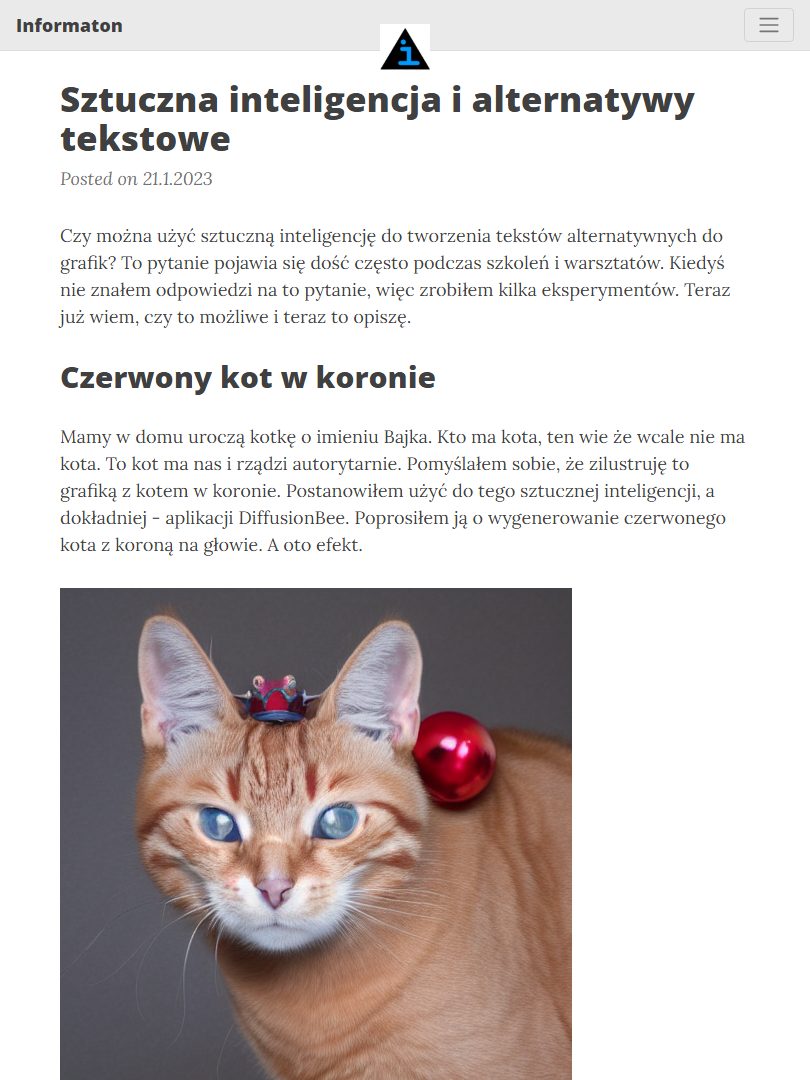 Informaton
i
Sztuczna inteligencja i alternatywy
tekstowe
Posted on 21.1.2023
Czy można użyć sztuczną inteligencję do tworzenia tekstów alternatywnych do
grafik? To pytanie pojawia się dość często podczas szkoleń i warsztatów. Kiedyś
nie znałem odpowiedzi na to pytanie, więc zrobiłem kilka eksperymentów. Teraz
już wiem, czy to możliwe i teraz to opiszę.
Czerwony kot w koronie
Mamy w domu uroczą kotkę o imieniu Bajka. Kto ma kota, ten wie że wcale nie ma
kota. To kot ma nas i rządzi autorytarnie. Pomyślałem sobie, że zilustruję to
grafiką z kotem w koronie. Postanowiłem użyć do tego sztucznej inteligencji, a
dokładniej - aplikacji DiffusionBee. Poprosiłem ją o wygenerowanie czerwonego
kota z koroną na głowie. A oto efekt.